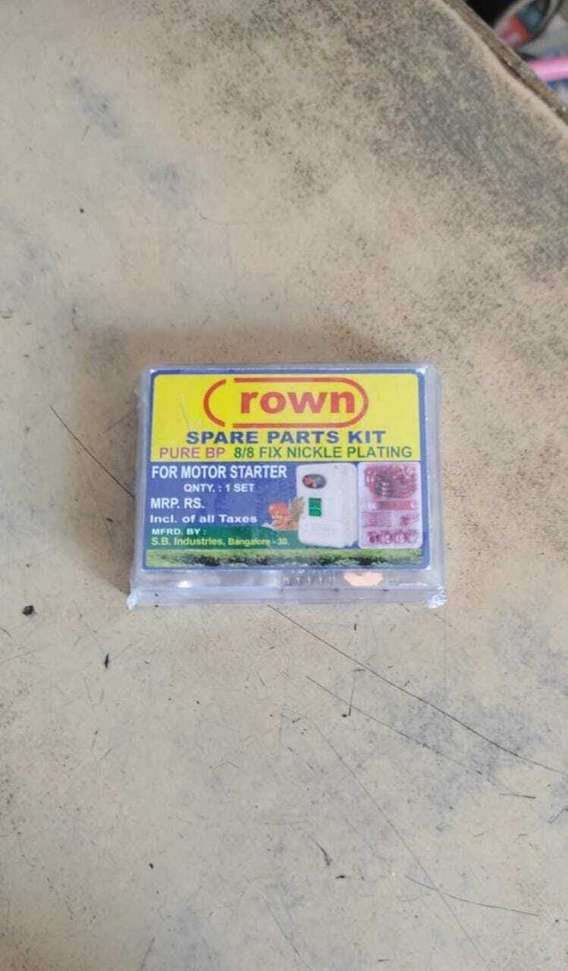 Crown
SPARE PARTS KIT
PURE BP 8/8 FIX NICKLE PLATING
FOR MOTOR STARTER
QNTY. : 1 SET
MRP. RS.
Incl. of all Taxes
MFRD. BY :
S.B. Industries, Bangalore - 30.